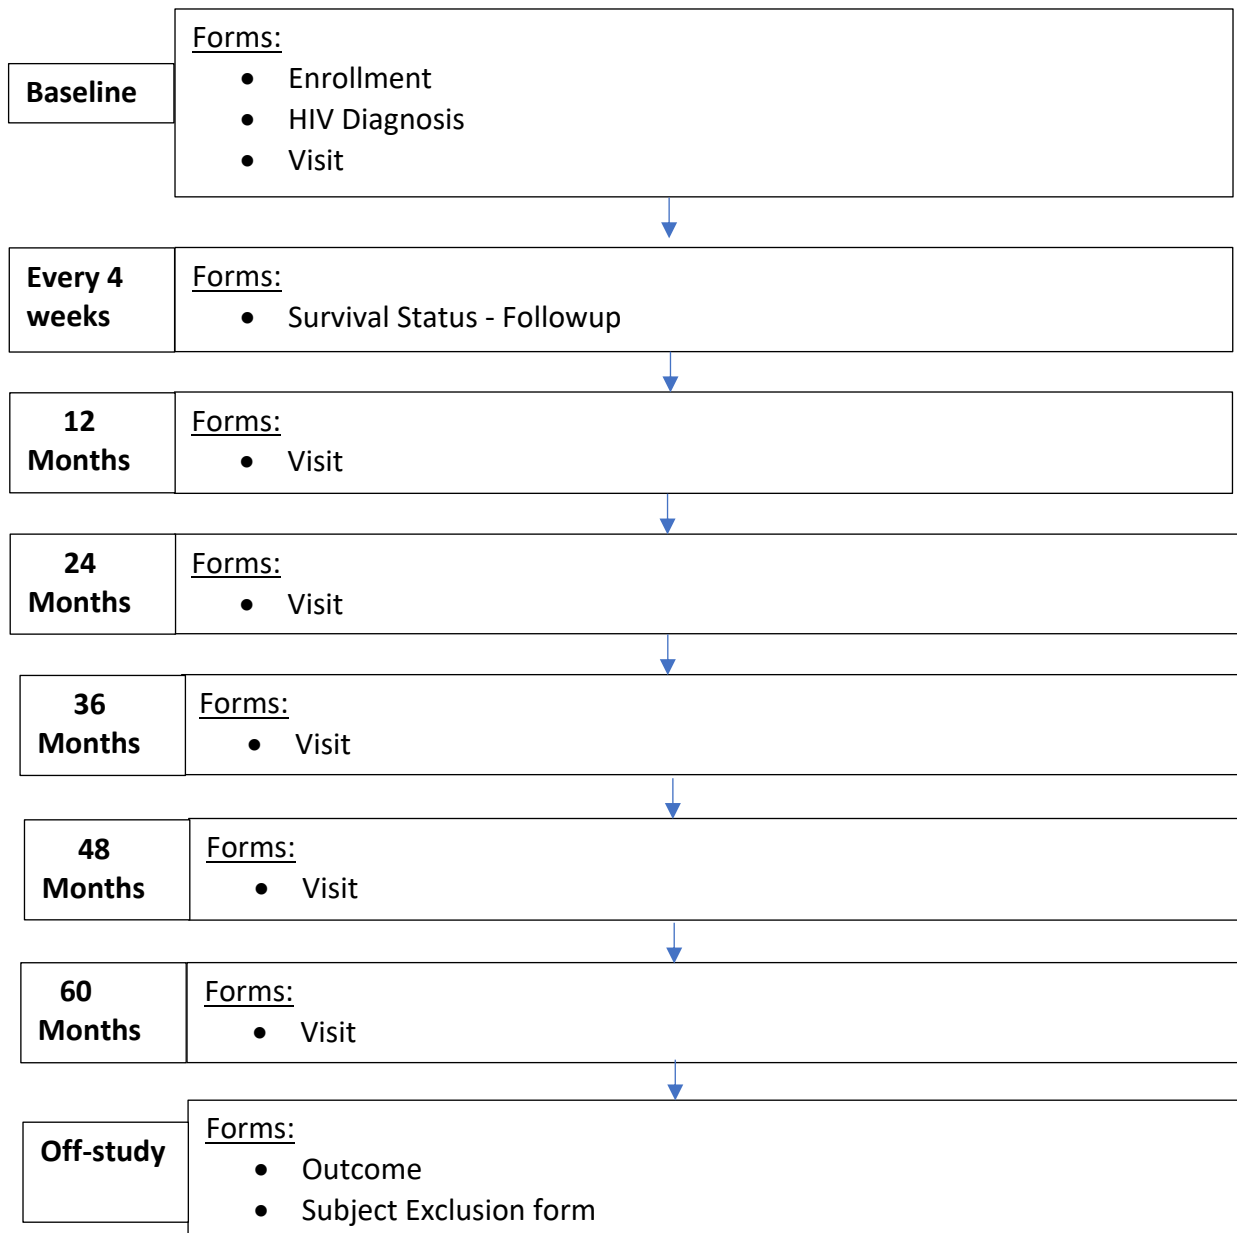 Baseline
Forms:
• Enrollment
• HIV Diagnosis
• Visit
Every 4
weeks
Forms:
• Survival Status - Followup
12
Months
Forms:
• Visit
24
Months
Forms:
• Visit
36
Months
Forms:
• Visit
48
Months
Forms:
• Visit
60
Months
Forms:
• Visit
Off-study
Forms:
• Outcome
• Subject Exclusion form